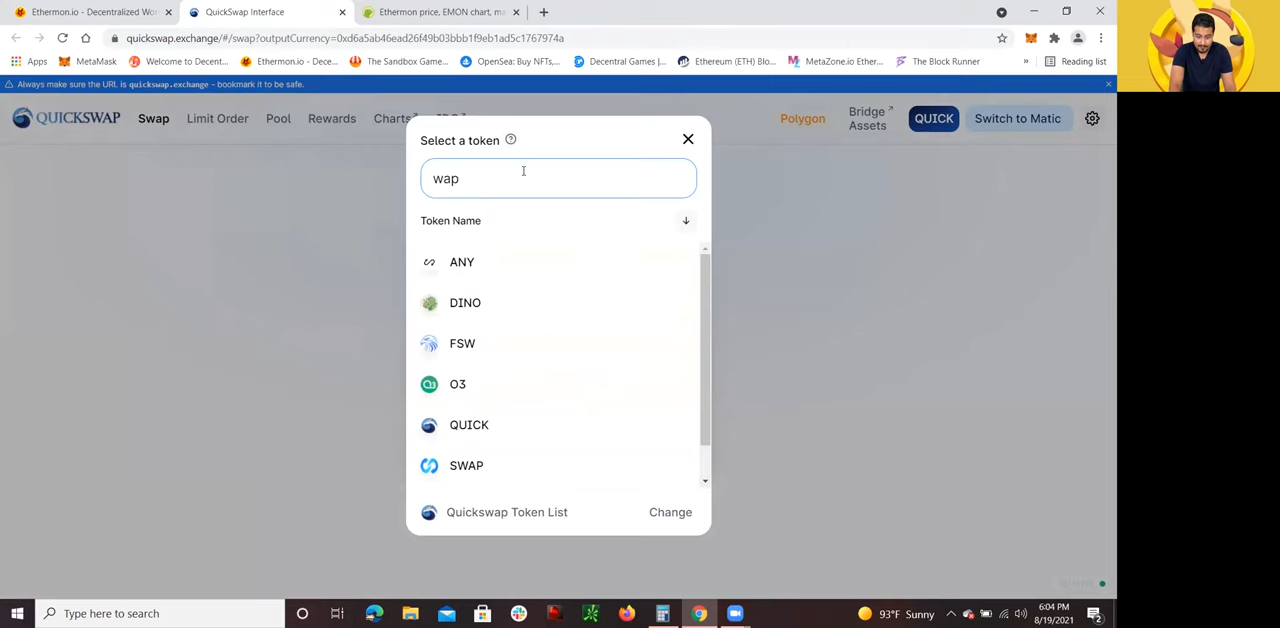 Ethermon.io - Decentralized Wor
QuickSwap Interface
Ethermon price, EMON chart, ma
quickswap.exchange/#/swap?outputCurrency=0xd6a5ab46ead26f49b03bbb1f9eb1ad5c1767974a
Apps
MetaMask
Welcome to Decent...
Ethermon.io - Dece...
The Sandbox Game...
OpenSea: Buy NFTs,...
Decentral Games |...
Ethereum (ETH) Blo...
MetaZone.io Ether...
The Block Runner
»
Reading list
Always make sure the URL is quickswap.exchange - bookmark it to be safe.
QUICKSWAP
Swap
Limit Order
Pool
Rewards
Charts
Polygon
Bridge
Assets
QUICK
Switch to Matic
Select a token
wap
Token Name
ANY
DINO
FSW
O3
QUICK
SWAP
Quickswap Token List
Change
Type here to search
93°F Sunny
6:04 PM
8/19/2021
2